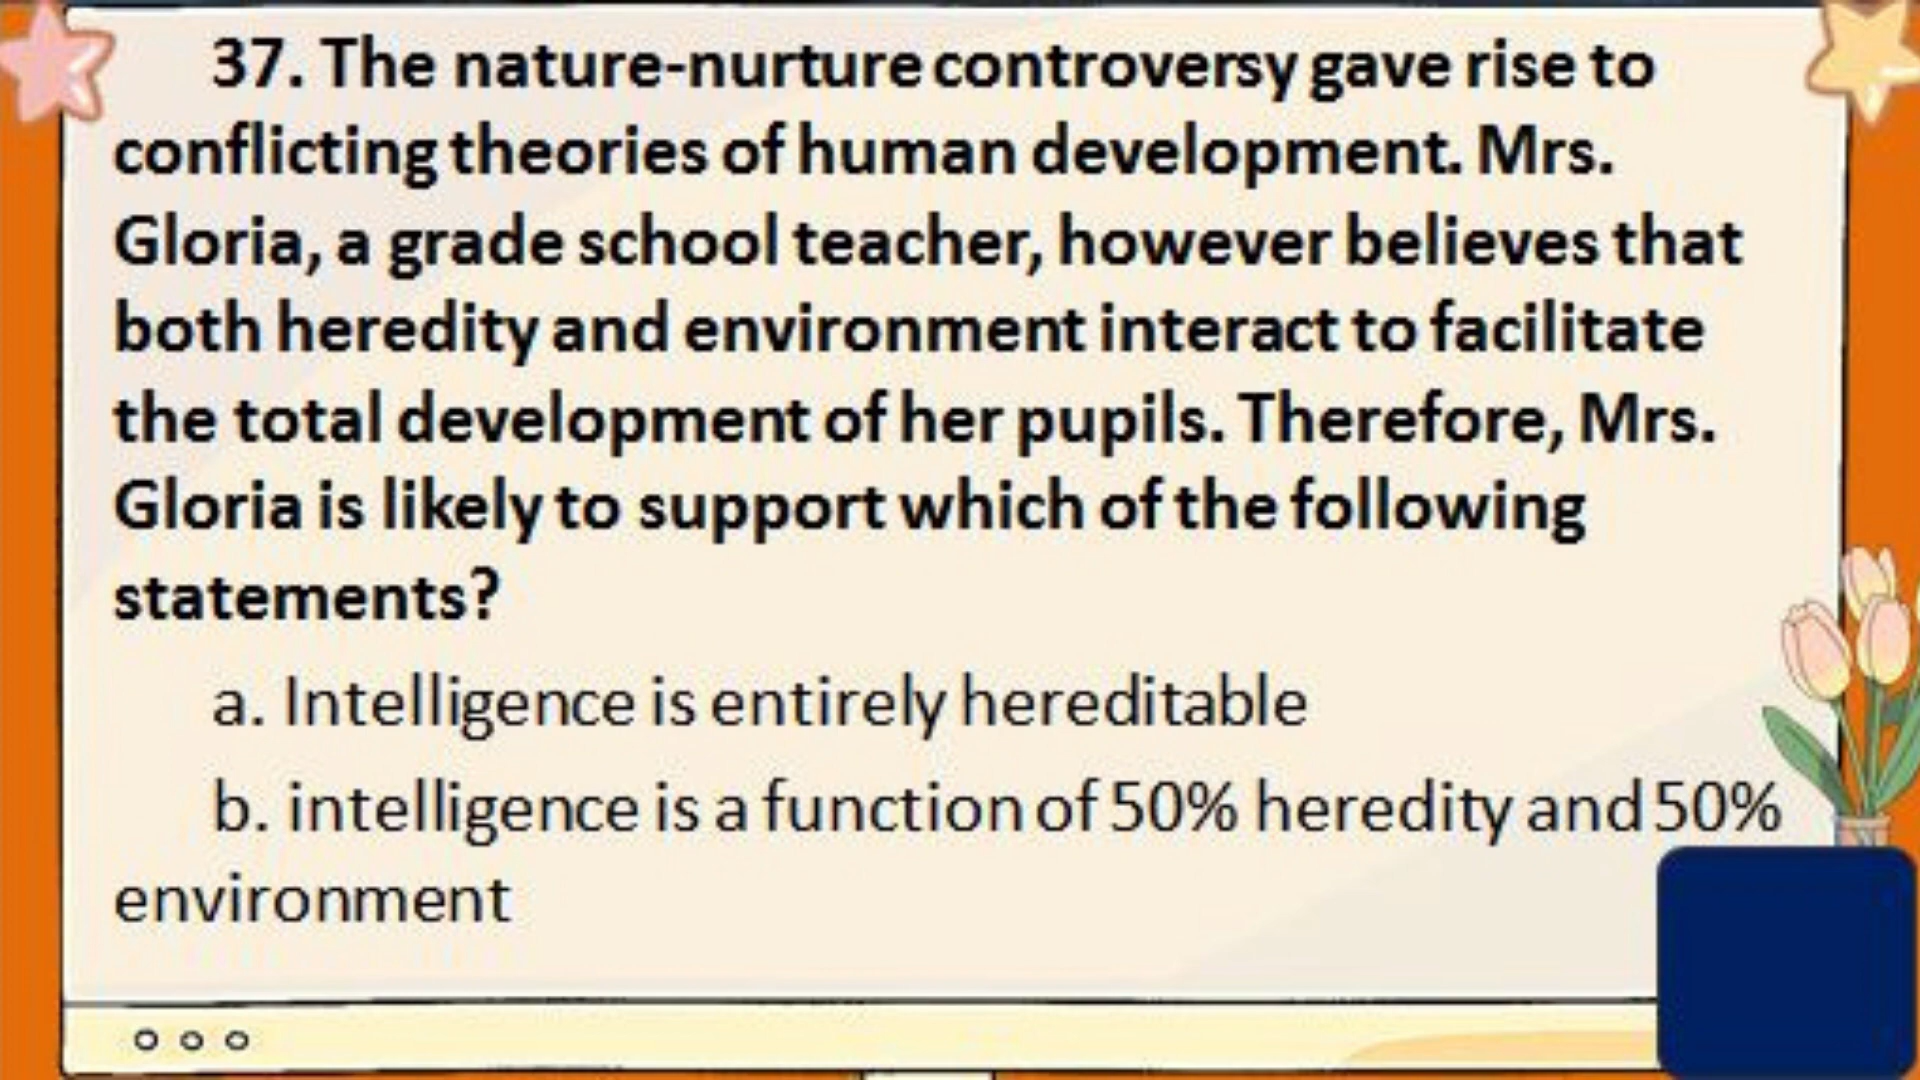 37. The nature-nurture controversy gave rise to
conflicting theories of human development. Mrs.
Gloria, a grade school teacher, however believes that
both heredity and environment interact to facilitate
the total development of her pupils. Therefore, Mrs.
Gloria is likely to support which of the following
statements?
a. Intelligence is entirely hereditable
b. intelligence is a function of 50% heredity and 50%
environment